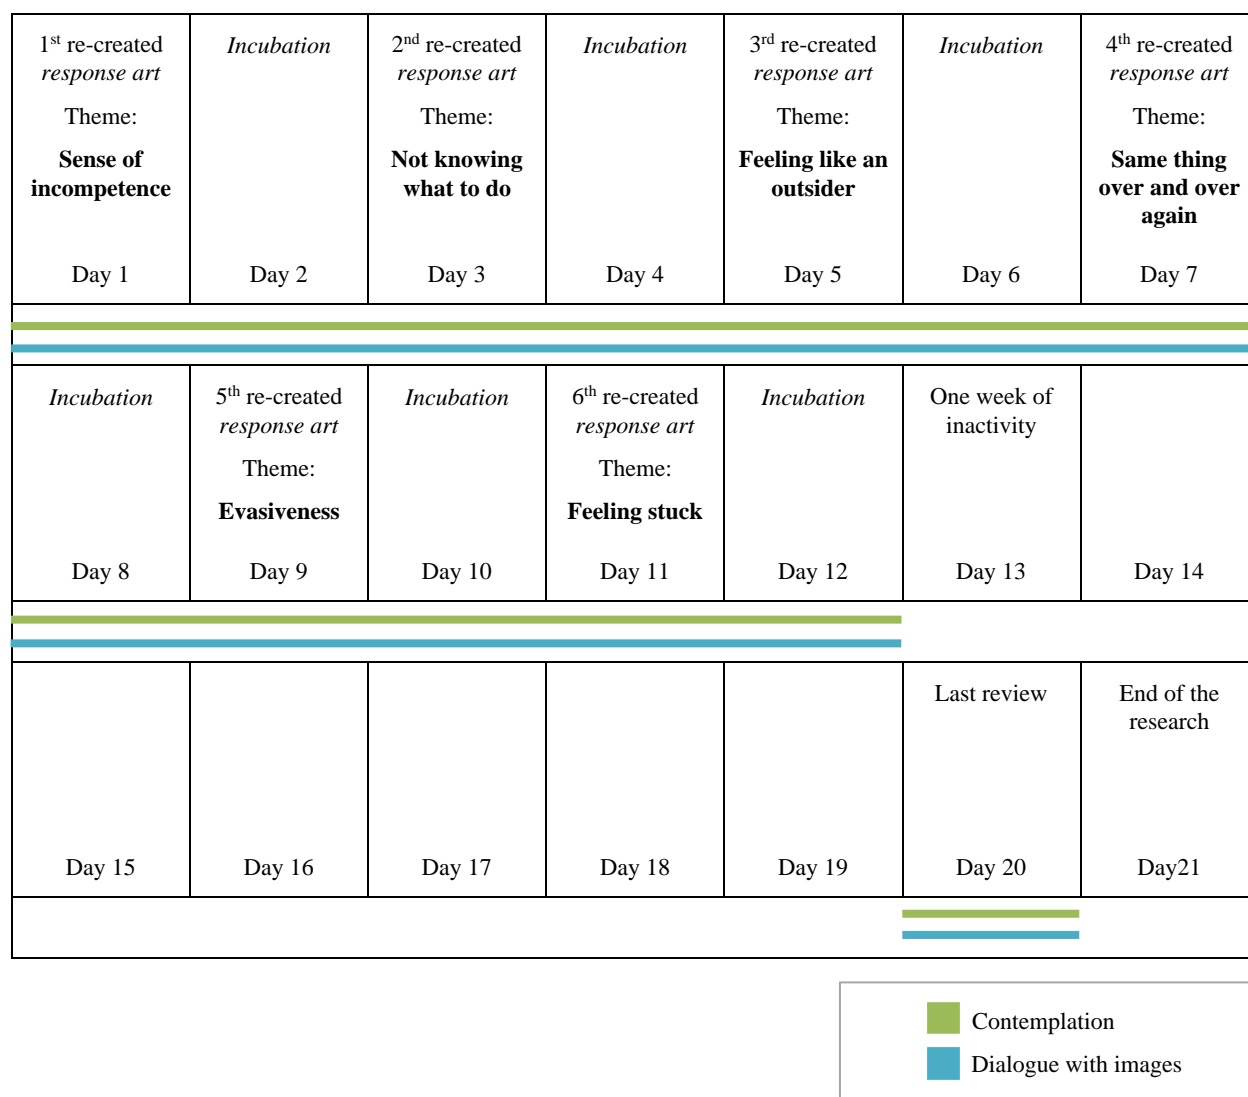 1st re-created
response art
Theme:
Sense of
incompetence
Day 1
Incubation
Day 2
2nd re-created
response art
Theme:
Not knowing
what to do
Day 3
Incubation
Day 4
3rd re-created
response art
Theme:
Feeling like an
outsider
Day 5
Incubation
Day 6
4th re-created
response art
Theme:
Same thing
over and over
again
Day 7
Incubation
Day 8
5th re-created
response art
Theme:
Evasiveness
Day 9
Incubation
Day 10
6th re-created
response art
Theme:
Feeling stuck
Day 11
Incubation
Day 12
One week of
inactivity
Day 13
Day 14
Day 15
Day 16
Day 17
Day 18
Day 19
Last review
Day 20
End of the
research
Day21
Contemplation
Dialogue with images